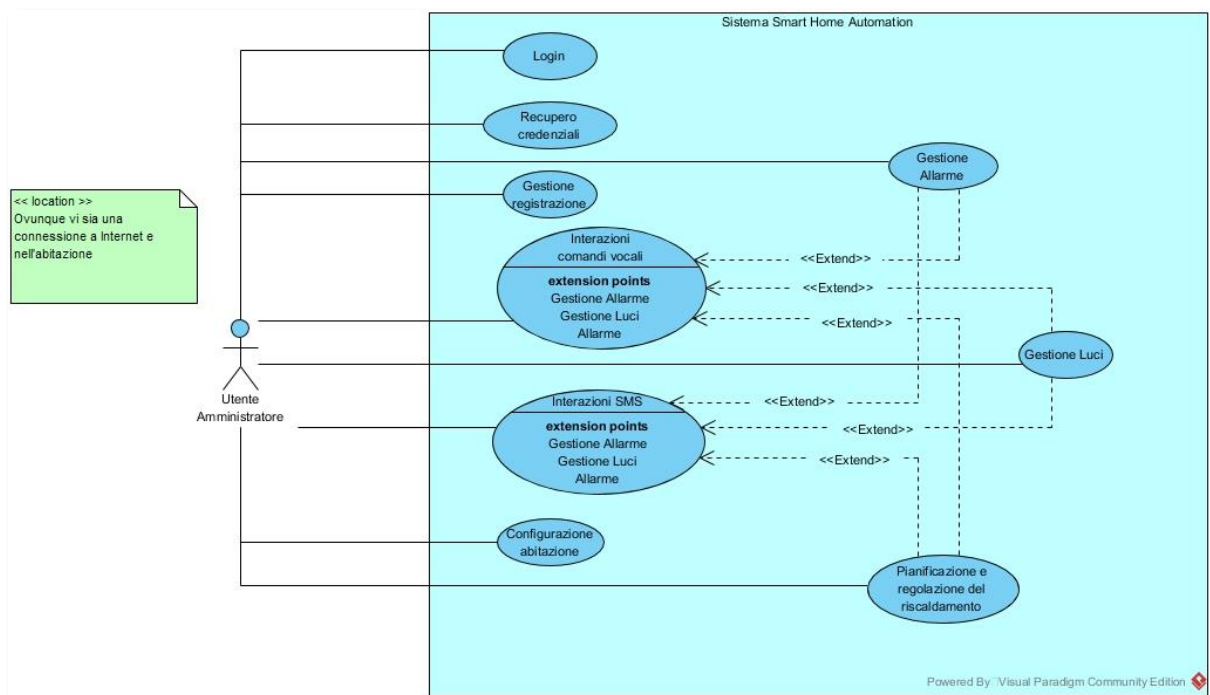 Sistema Smart Home Automation
Login
Recupero
credenziali
Gestione
Allarme
<< location >>
Ovunque vi sia una
connessione a Internet e
nell'abitazione
Gestione
registrazione
Interazioni
comandi vocali
extension points
Gestione Allarme
Gestione Luci
Allarme
<<Extend>>
<<Extend>>
<<Extend>>
Gestione Luci
Utente
Amministratore
Interazioni SMS
extension points
Gestione Allarme
Gestione Luci
Allarme
<<Extend>>
<<Extend>>
<<Extend>>
Configurazione
abitazione
Pianificazione e
regolazione del
riscaldamento
Powered By Visual Paradigm Community Edition